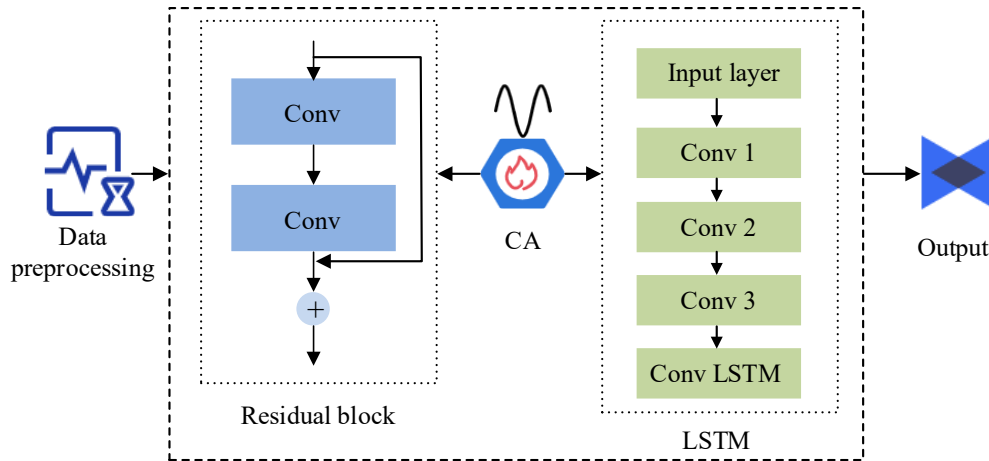 Data
preprocessing
Conv
Conv
+
Residual block
CA
Input layer
Conv 1
Conv 2
Conv 3
Conv LSTM
LSTM
Output